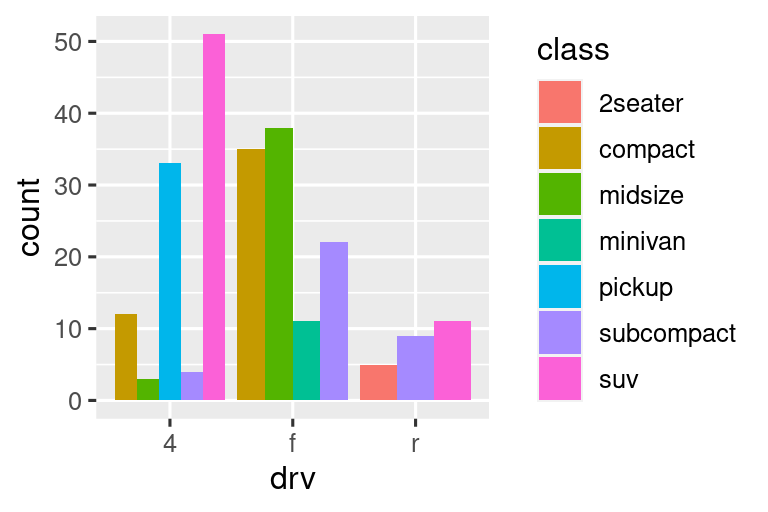 count
50
40
30
20
10
0
4 f r
drv
class
2seater
compact
midsize
minivan
pickup
subcompact
suv